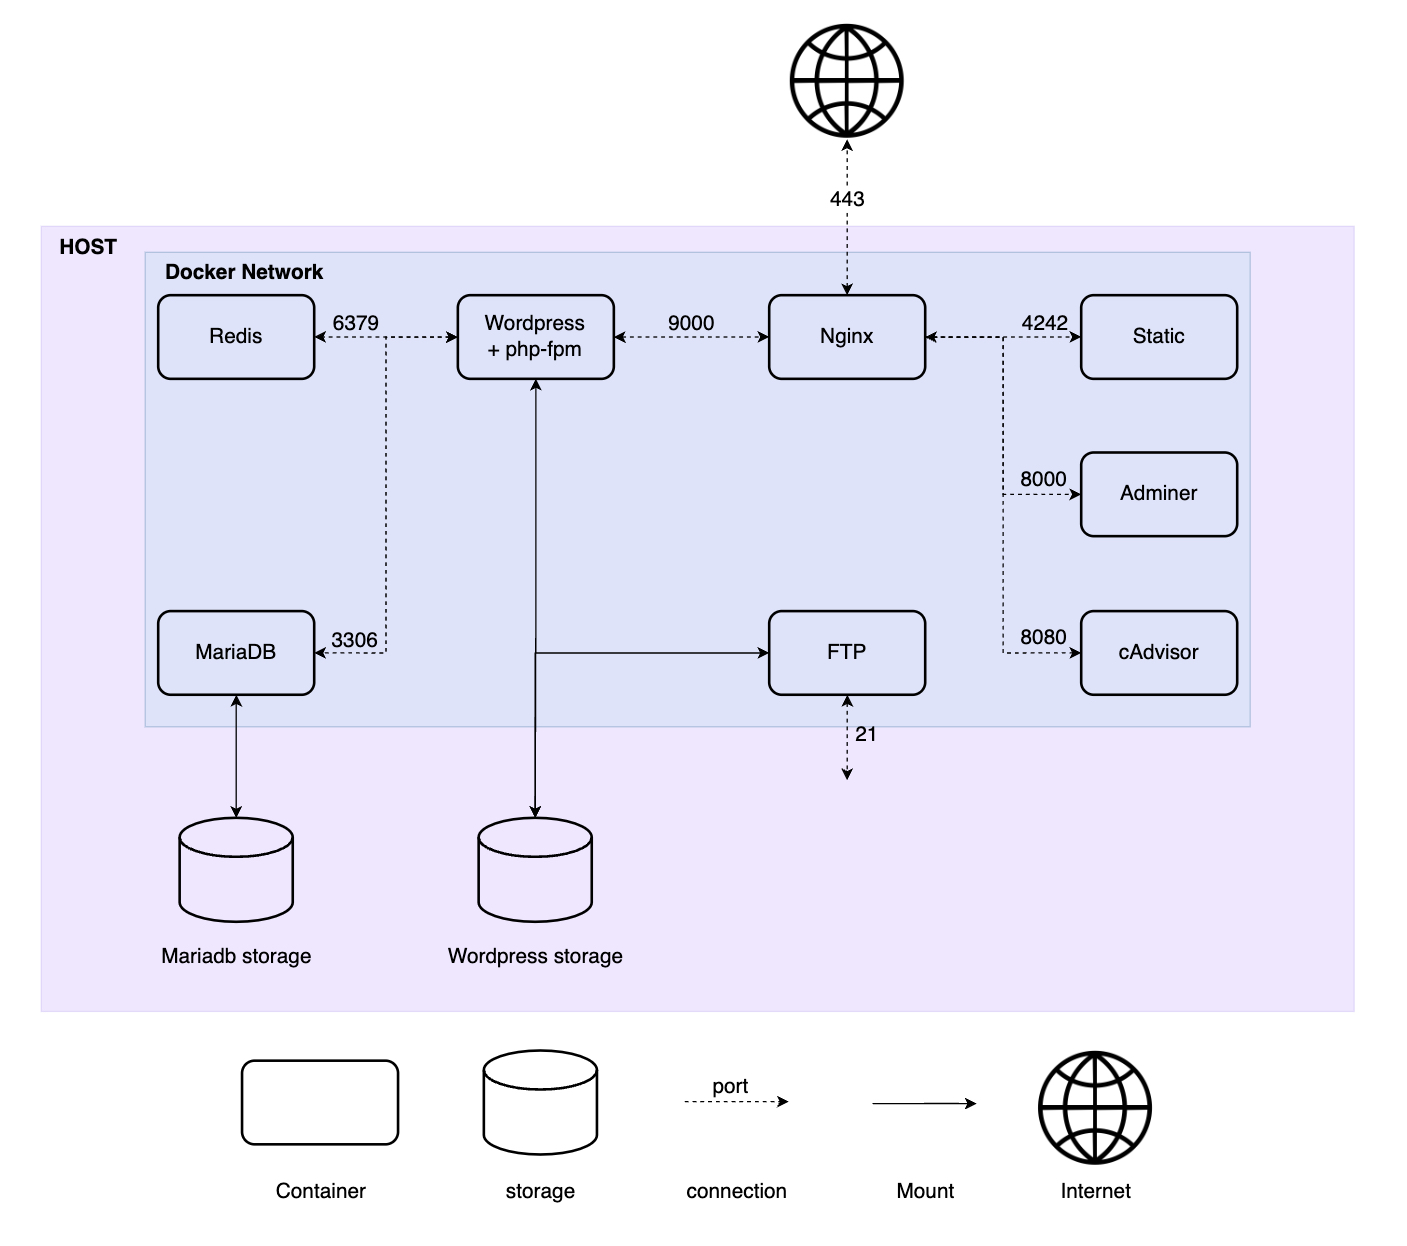 443
HOST
Docker Network
Redis
6379
Wordpress
+ php-fpm
9000
Nginx
4242
Static
8000
Adminer
MariaDB
3306
FTP
8080
cAdvisor
21
Mariadb storage
Wordpress storage
port
Container
storage
connection
Mount
Internet